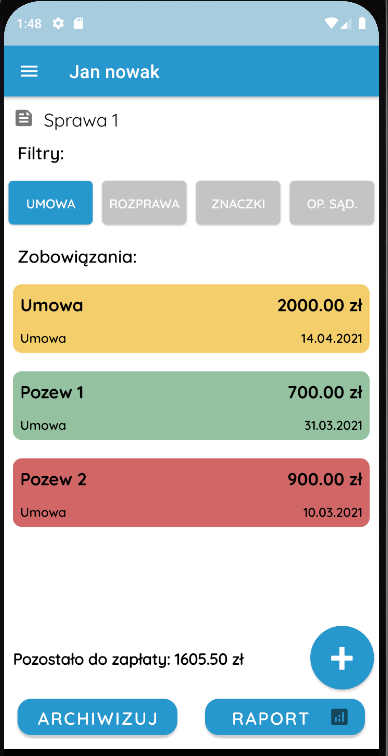 1:48
Jan nowak
Sprawa 1
Filtry:
UMOWA ROZPRAWA ZNACZKI OP. SĄD.
Zobowiązania:
Umowa 2000.00 zł
Umowa 14.04.2021
Pozew 1 700.00 zł
Umowa 31.03.2021
Pozew 2 900.00 zł
Umowa 10.03.2021
Pozostało do zapłaty: 1605.50 zł
ARCHIWIZUJ RAPORT